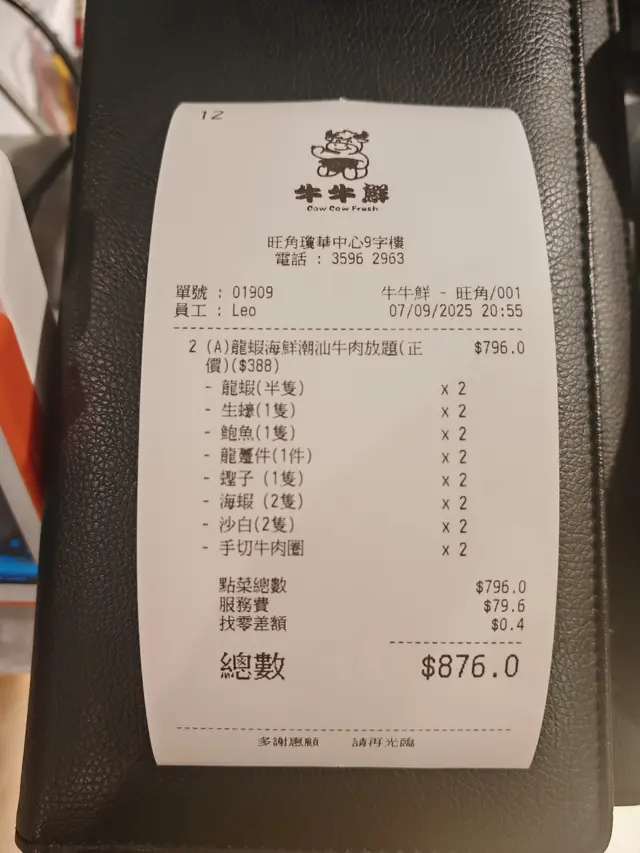 12
牛牛鮮
Cow Cow Fresh
旺角瓊華中心9字樓
電話 : 3596 2963
單號 : 01909 牛牛鮮 - 旺角/001
員工 : Leo 07/09/2025 20:55
2 (A)龍蝦海鮮潮汕牛肉放題(正 $796.0
價)($388)
- 龍蝦(半隻) x 2
- 生蠔(1隻) x 2
- 鮑魚(1隻) x 2
- 龍躉件(1件) x 2
- 蟶子 (1隻) x 2
- 海蝦 (2隻) x 2
- 沙白(2隻) x 2
- 手切牛肉圈 x 2
點菜總數 $796.0
服務費 $79.6
找零差額 $0.4
總數 $876.0
多謝惠顧 請再光臨